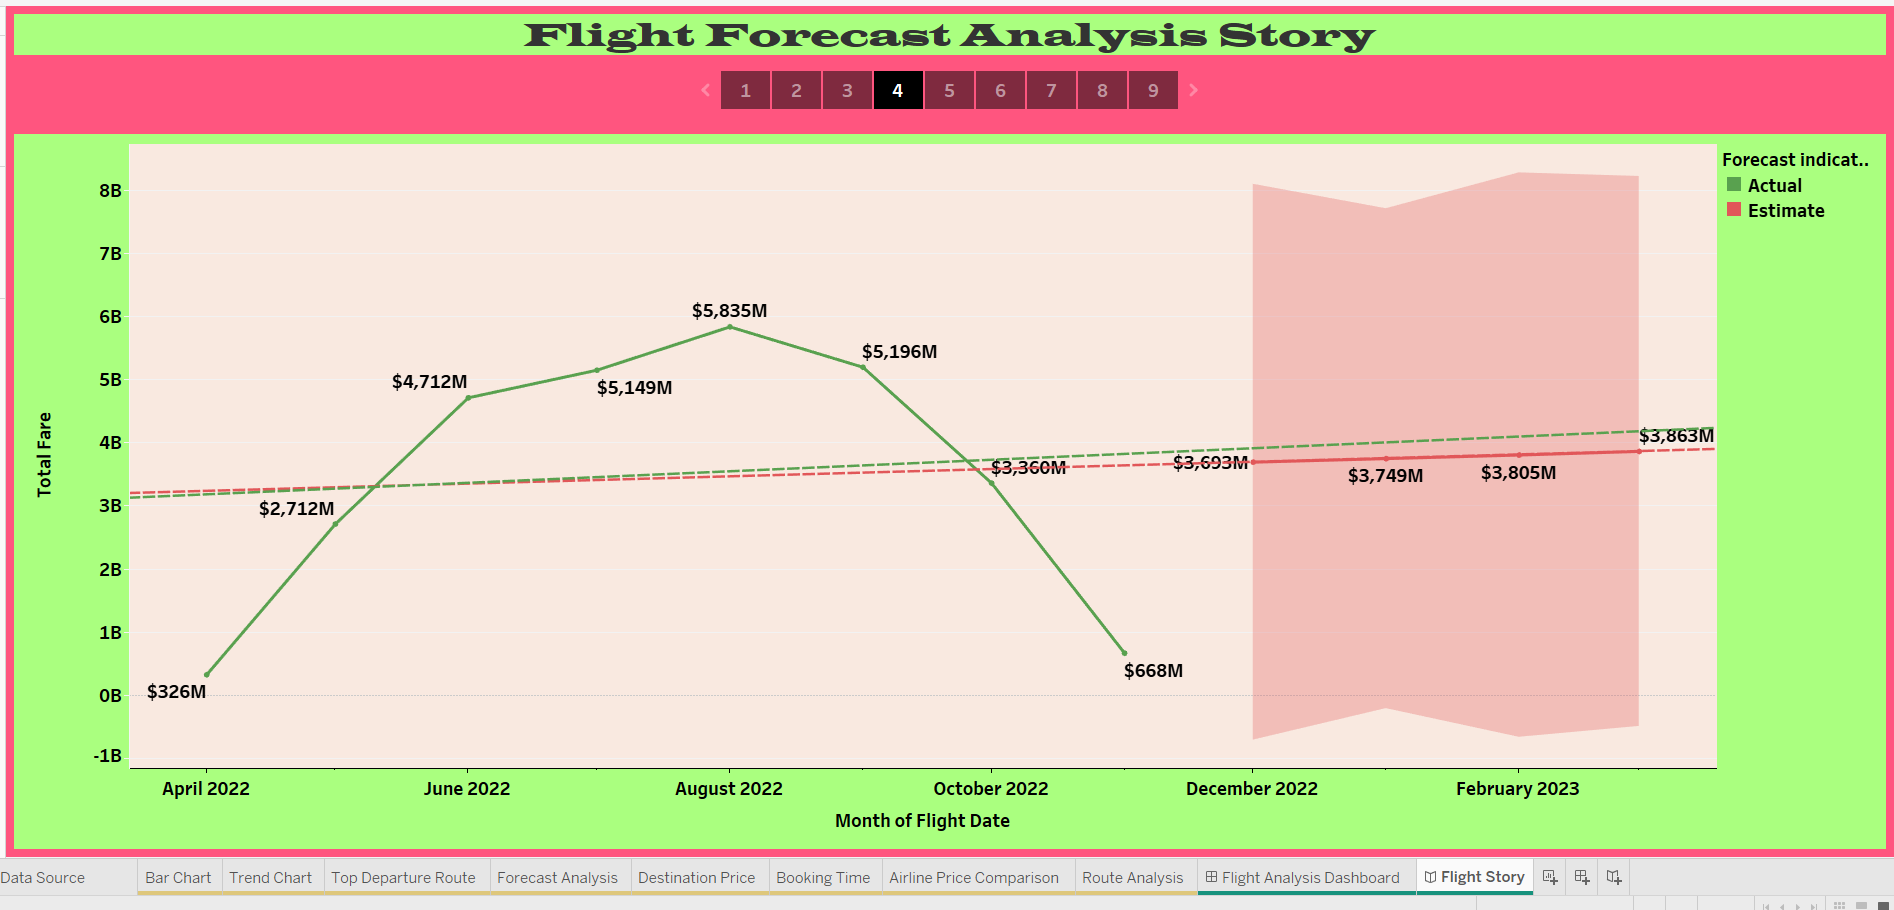 Flight Forecast Analysis Story
1 2 3 4 5 6 7 8 9
Forecast indicat..
Actual
Estimate
8B
7B
6B
5B
4B
3B
2B
1B
0B
-1B
Total Fare
$326M
$2,712M
$4,712M
$5,149M
$5,835M
$5,196M
$3,360M
$668M
$3,693M
$3,749M
$3,805M
$3,863M
April 2022 June 2022 August 2022 October 2022 December 2022 February 2023
Month of Flight Date
Data Source Bar Chart Trend Chart Top Departure Route Forecast Analysis Destination Price Booking Time Airline Price Comparison Route Analysis Flight Analysis Dashboard Flight Story